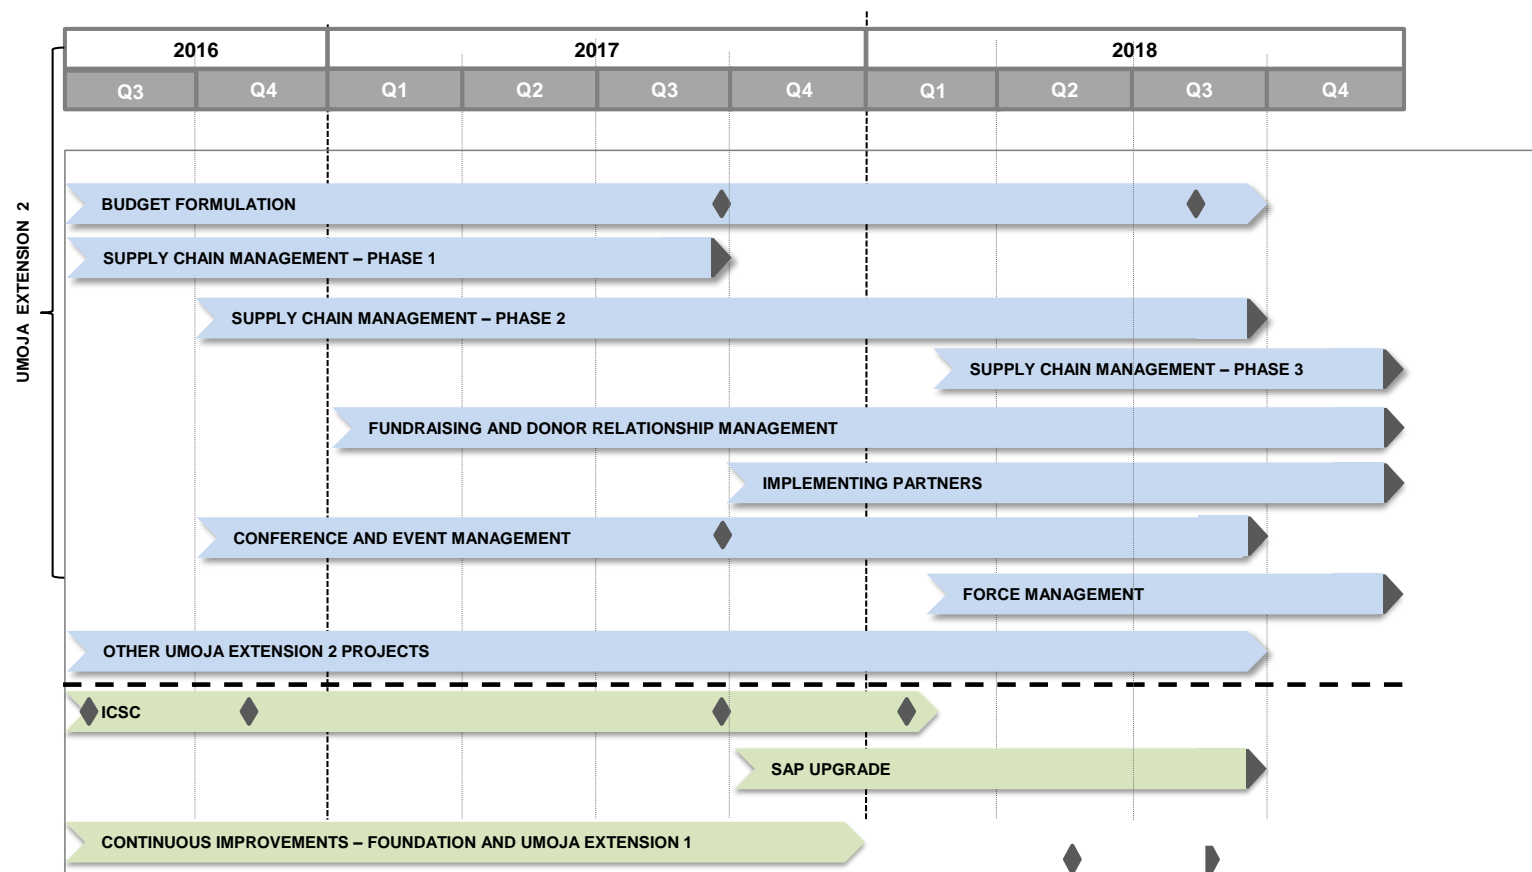 2016 2017 2018
Q3 Q4 Q1 Q2 Q3 Q4 Q1 Q2 Q3 Q4
UMOJA EXTENSION 2
BUDGET FORMULATION
SUPPLY CHAIN MANAGEMENT – PHASE 1
SUPPLY CHAIN MANAGEMENT – PHASE 2
SUPPLY CHAIN MANAGEMENT – PHASE 3
FUNDRAISING AND DONOR RELATIONSHIP MANAGEMENT
IMPLEMENTING PARTNERS
CONFERENCE AND EVENT MANAGEMENT
FORCE MANAGEMENT
OTHER UMOJA EXTENSION 2 PROJECTS
ICSC
SAP UPGRADE
CONTINUOUS IMPROVEMENTS – FOUNDATION AND UMOJA EXTENSION 1